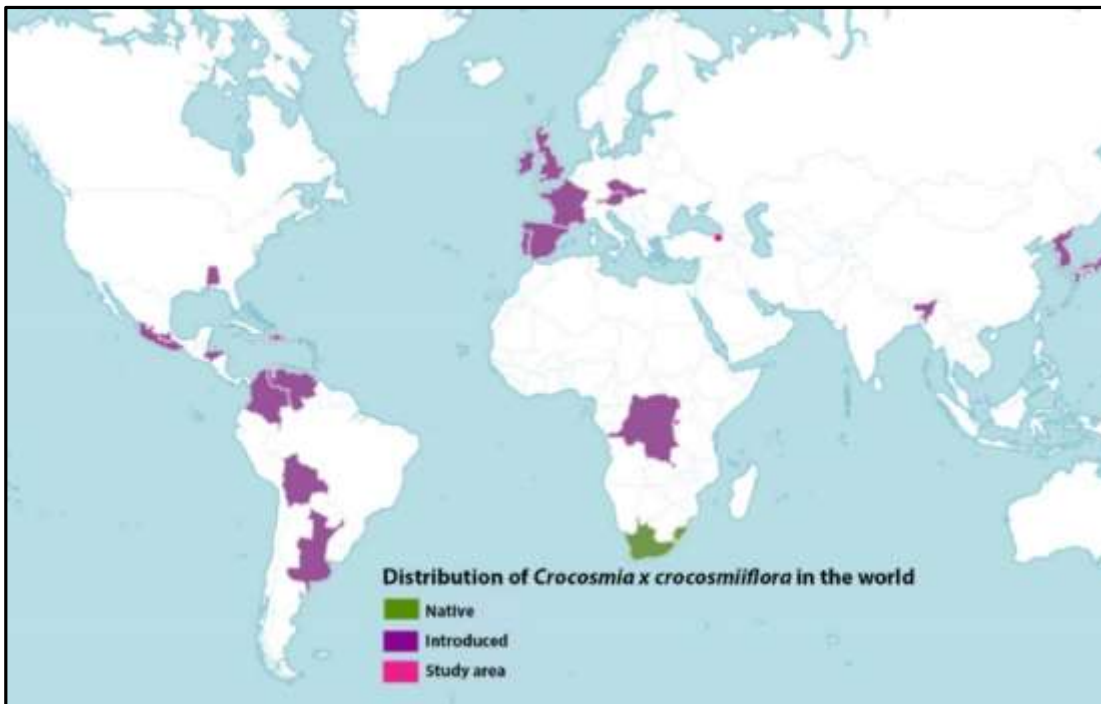 Distribution of Crocosmia x crocosmiiflora in the world
Native
Introduced
Study area